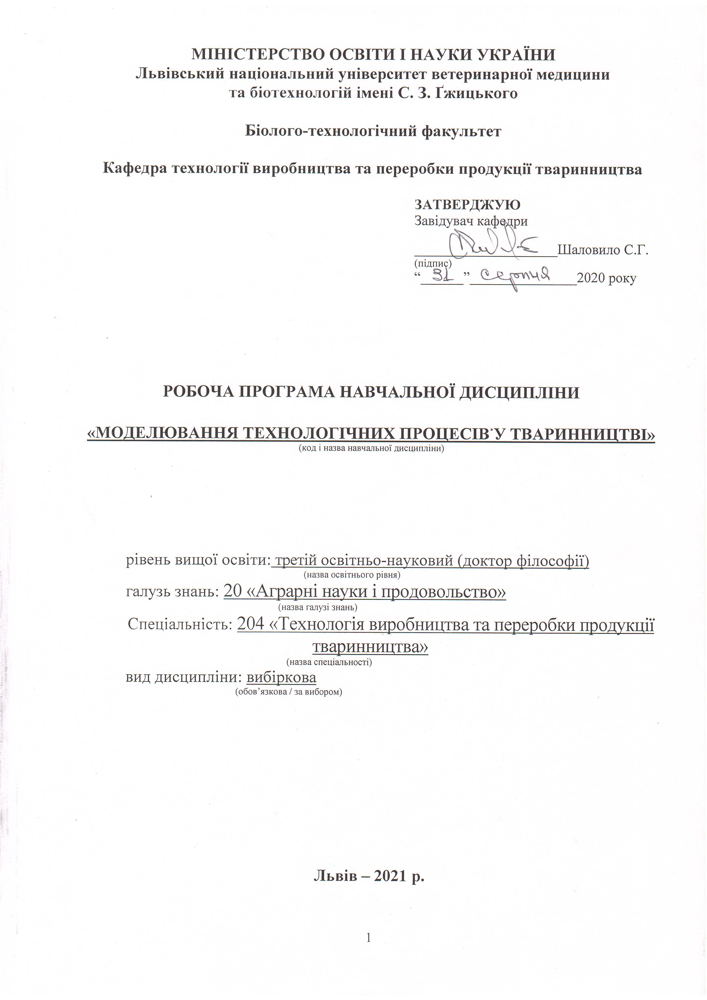 МІНІСТЕРСТВО ОСВІТИ І НАУКИ УКРАЇНИ
Львівський національний університет ветеринарної медицини
та біотехнологій імені С. З. Ґжицького
Біолого-технологічний факультет
Кафедра технології виробництва та переробки продукції тваринництва
ЗАТВЕРДЖУЮ
Завідувач кафедри
____________________Шаловило С.Г.
(підпис)
“ 31 ” серпня 2020 року
РОБОЧА ПРОГРАМА НАВЧАЛЬНОЇ ДИСЦИПЛІНИ
«МОДЕЛЮВАННЯ ТЕХНОЛОГІЧНИХ ПРОЦЕСІВ У ТВАРИННИЦТВІ»
(код і назва навчальної дисципліни)
рівень вищої освіти: третій освітньо-науковий (доктор філософії)
(назва освітнього рівня)
галузь знань: 20 «Аграрні науки і продовольство»
(назва галузі знань)
Спеціальність: 204 «Технологія виробництва та переробки продукції
тваринництва»
(назва спеціальності)
вид дисципліни: вибіркова
(обов’язкова / за вибором)
Львів – 2021 р.
1